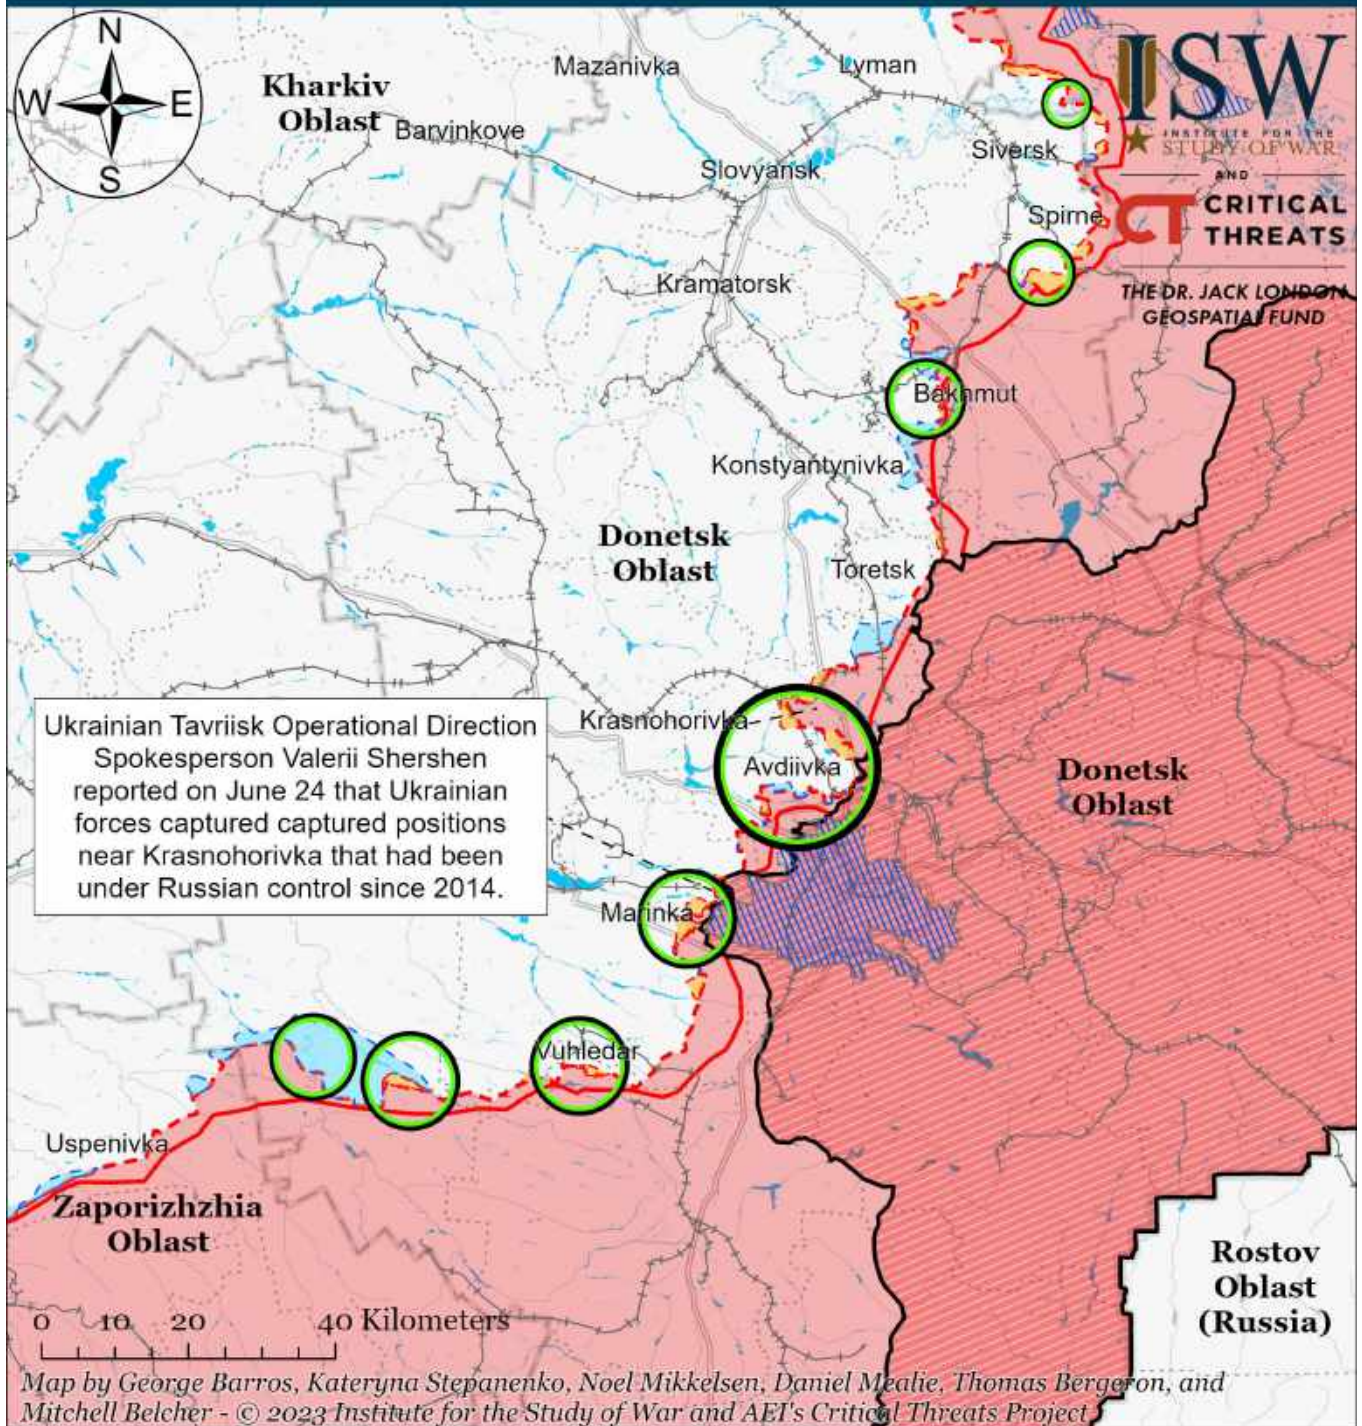 N
W
E
S
ISW
INSTITUTE FOR THE
STUDY OF WAR
AND
CT CRITICAL
THREATS
THE DR. JACK LONDON
GEOSPATIAL FUND
Kharkiv
Oblast
Mazanivka
Lyman
Barvinkove
Siversk
Slovyansk
Spirne
Kramatorsk
Bakhmut
Konstyantynivka
Donetsk
Oblast
Toretsk
Krasnohorivka
Ukrainian Tavriisk Operational Direction
Spokesperson Valerii Shershen
reported on June 24 that Ukrainian
forces captured captured positions
near Krasnohorivka that had been
under Russian control since 2014.
Avdiivka
Donetsk
Oblast
Marinka
Vuhledar
Uspenivka
Zaporizhzhia
Oblast
Rostov
Oblast
(Russia)
0 10 20 40 Kilometers
Map by George Barros, Kateryna Stepanenko, Noel Mikkelsen, Daniel Mealie, Thomas Bergeron, and
Mitchell Belcher - © 2023 Institute for the Study of War and AEI's Critical Threats Project